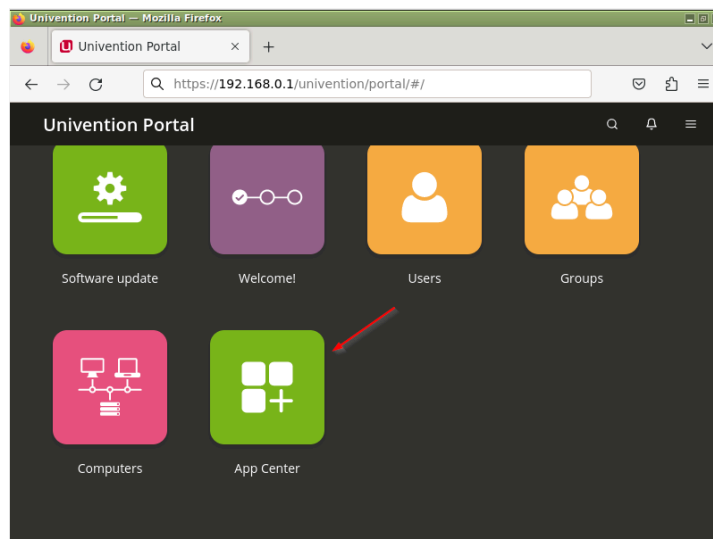 Univention Portal — Mozilla Firefox
Univention Portal
https://192.168.0.1/univention/portal/#/
Univention Portal
Software update
Welcome!
Users
Groups
Computers
App Center